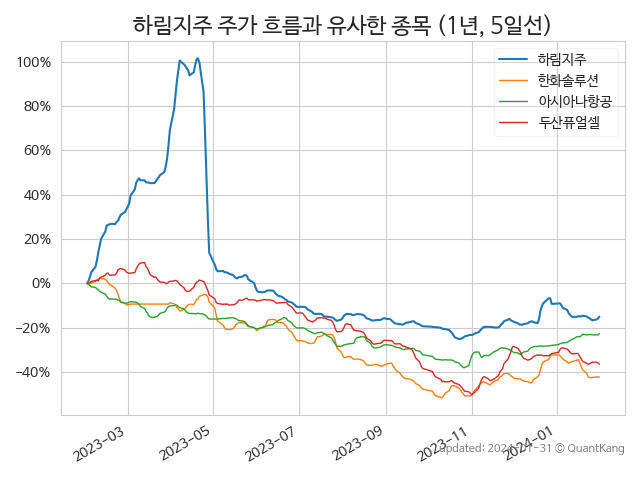 하림지주 주가 흐름과 유사한 종목 (1년, 5일선)
하림지주
한화솔루션
아시아나항공
두산퓨얼셀
100%
80%
60%
40%
20%
0%
−20%
−40%
2023-03
2023-05
2023-07
2023-09
2023-11
2024-01
updated: 2024-01-31 © QuantKang